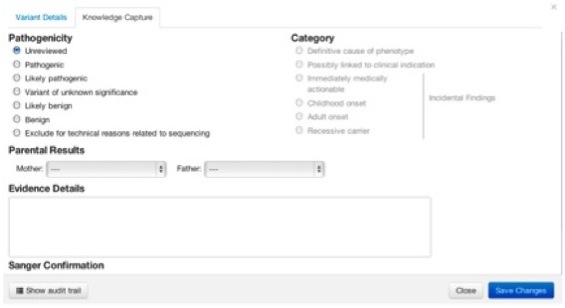 ×
Variant Details
Knowledge Capture
Pathogenicity
Unreviewed
Pathogenic
Likely pathogenic
Variant of unknown significance
Likely benign
Benign
Exclude for technical reasons related to sequencing
Category
Definitive cause of phenotype
Possibly linked to clinical indication
Immediately medically
actionable
Childhood onset
Adult onset
Recessive carrier
Incidental Findings
Parental Results
Mother: ---- Father: ----
Evidence Details
Sanger Confirmation
Show audit trail
Close
Save Changes